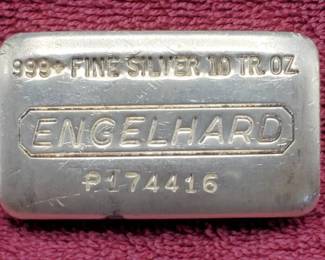 999+ FINE SILVER 10 TR. OZ.
ENGELHARD
P174416